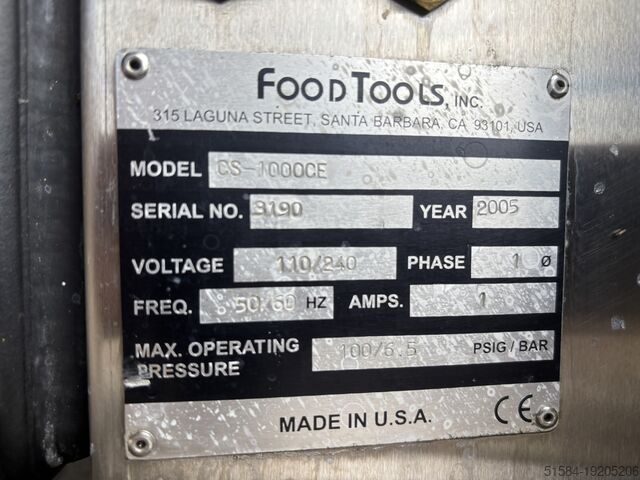 FOODTOOLS, INC.
315 LAGUNA STREET, SANTA BARBARA, CA 93101, USA
MODEL CS-1000CE
SERIAL NO. 3190 YEAR 2005
VOLTAGE 110/240 PHASE 1 Ø
FREQ. 50/60 HZ AMPS. 1
MAX. OPERATING PRESSURE 100/6.5 PSIG / BAR
MADE IN U.S.A. CE
51584-19205206